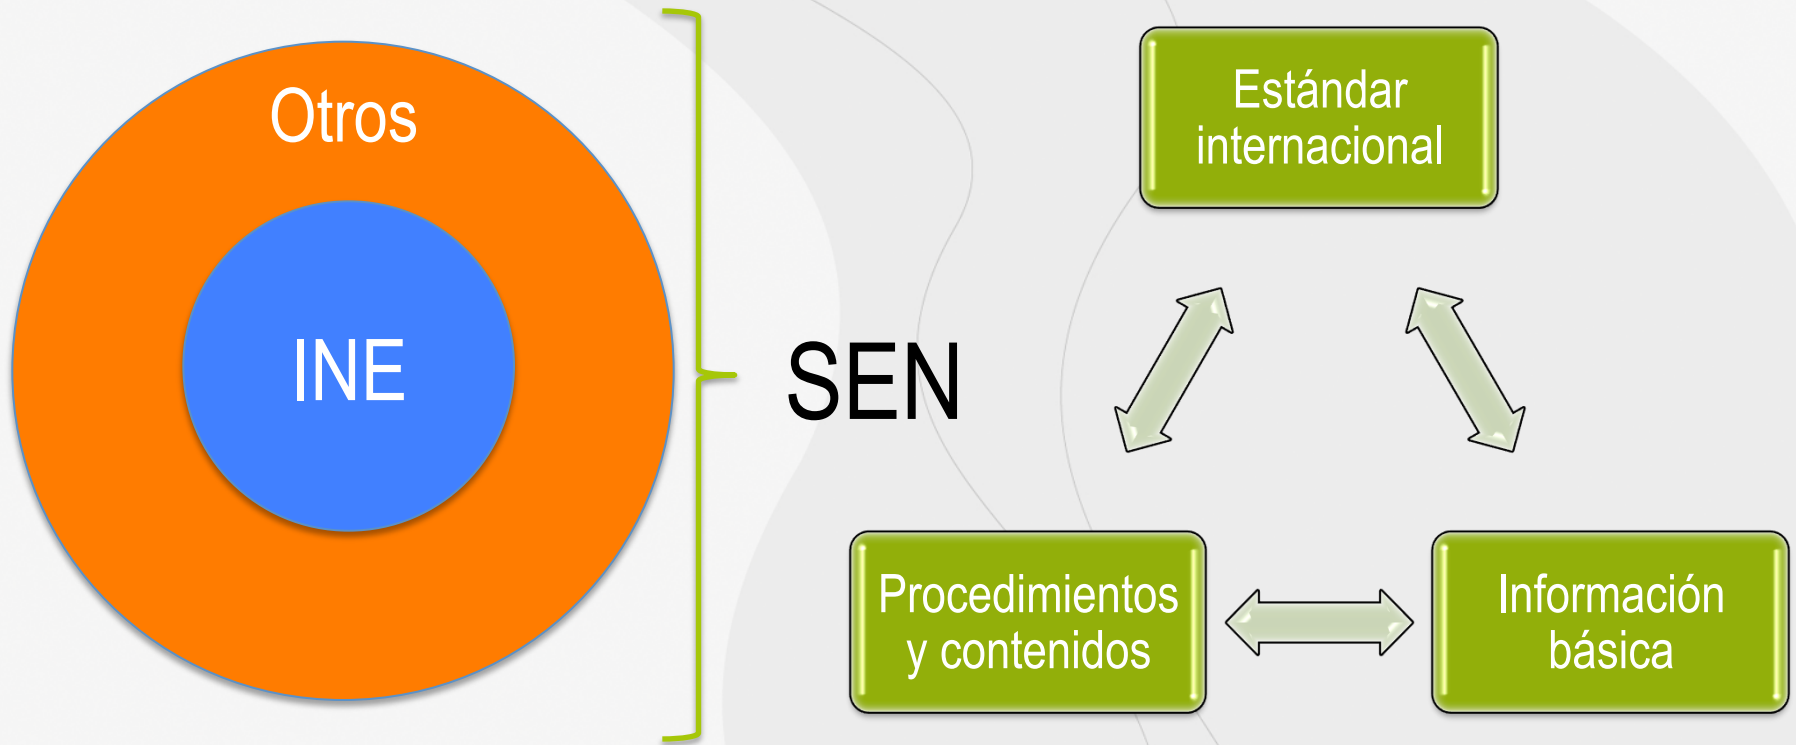 Otros
INE
SEN
Estándar
internacional
Procedimientos
y contenidos
Información
básica